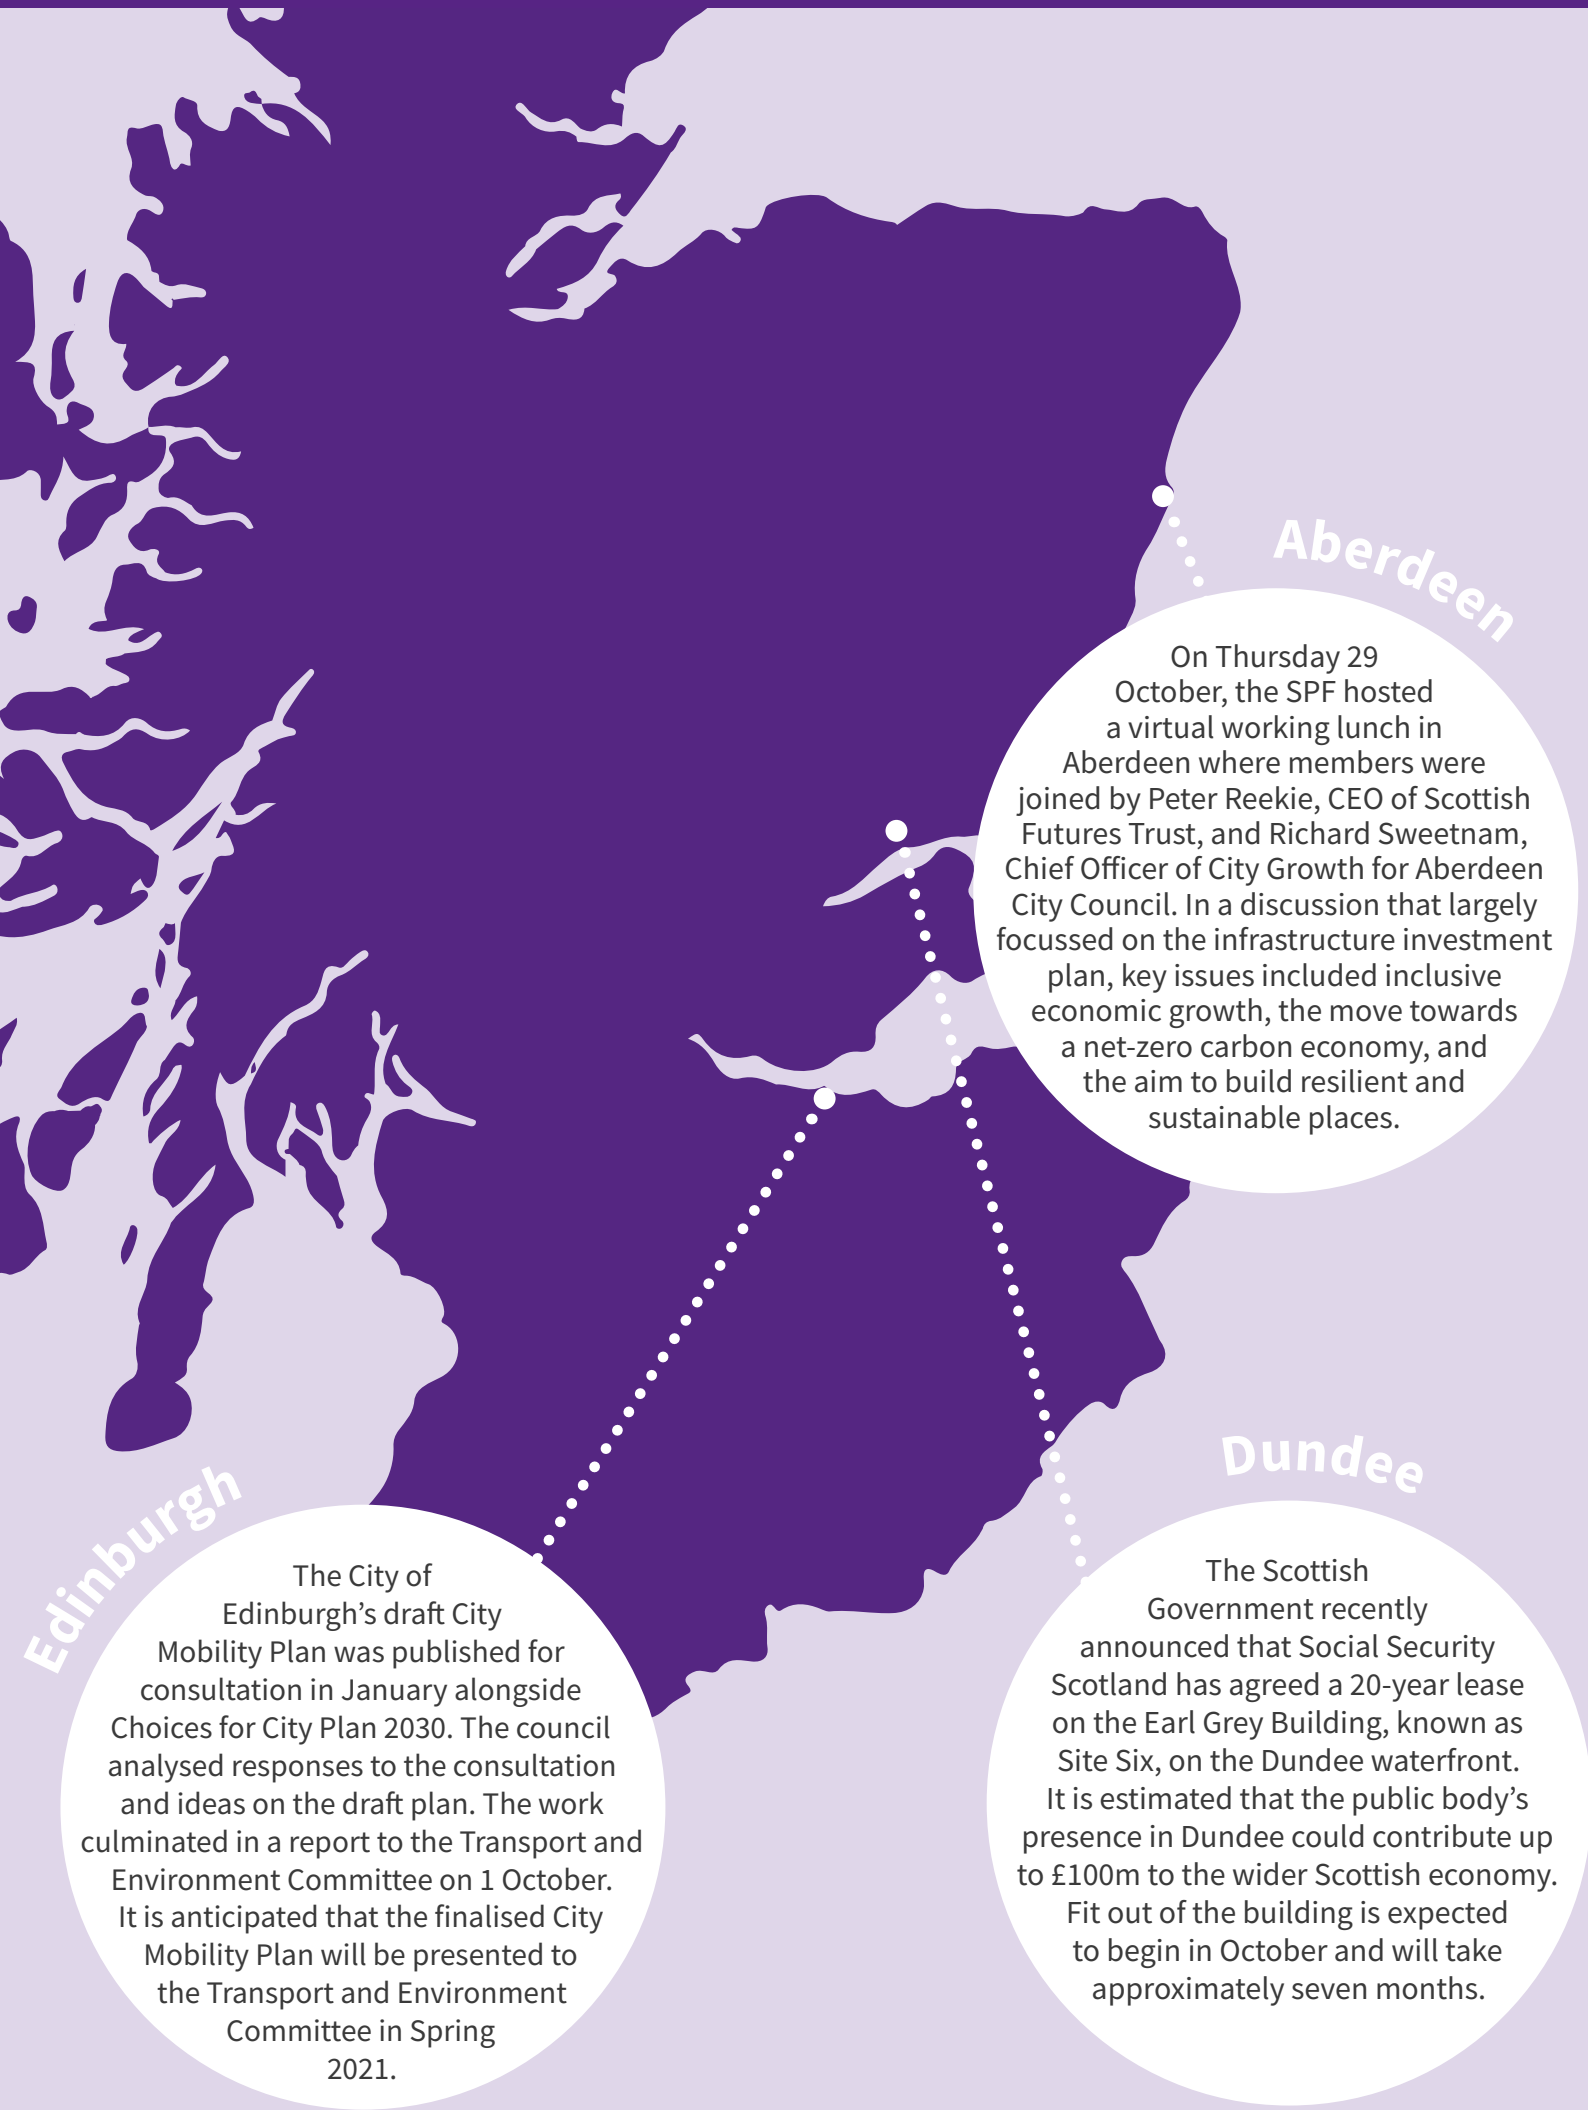 Aberdeen
On Thursday 29
October, the SPF hosted
a virtual working lunch in
Aberdeen where members were
joined by Peter Reekie, CEO of Scottish
Futures Trust, and Richard Sweetnam,
Chief Officer of City Growth for Aberdeen
City Council. In a discussion that largely
focussed on the infrastructure investment
plan, key issues included inclusive
economic growth, the move towards
a net-zero carbon economy, and
the aim to build resilient and
sustainable places.
Edinburgh
The City of
Edinburgh’s draft City
Mobility Plan was published for
consultation in January alongside
Choices for City Plan 2030. The council
analysed responses to the consultation
and ideas on the draft plan. The work
culminated in a report to the Transport and
Environment Committee on 1 October.
It is anticipated that the finalised City
Mobility Plan will be presented to
the Transport and Environment
Committee in Spring
2021.
Dundee
The Scottish
Government recently
announced that Social Security
Scotland has agreed a 20-year lease
on the Earl Grey Building, known as
Site Six, on the Dundee waterfront.
It is estimated that the public body’s
presence in Dundee could contribute up
to £100m to the wider Scottish economy.
Fit out of the building is expected
to begin in October and will take
approximately seven months.